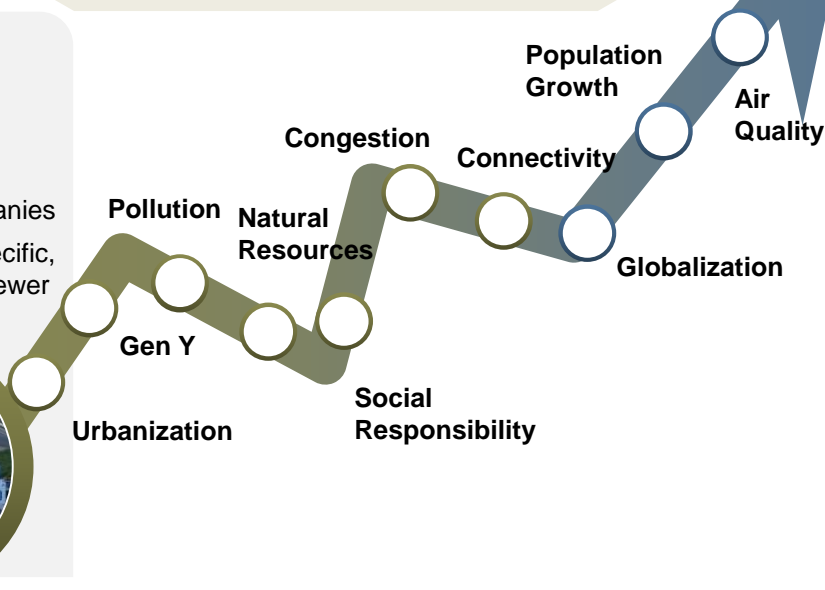 Population
Growth
Air
Quality
Congestion
Connectivity
Pollution
Natural
Resources
Globalization
Gen Y
Social
Responsibility
Urbanization